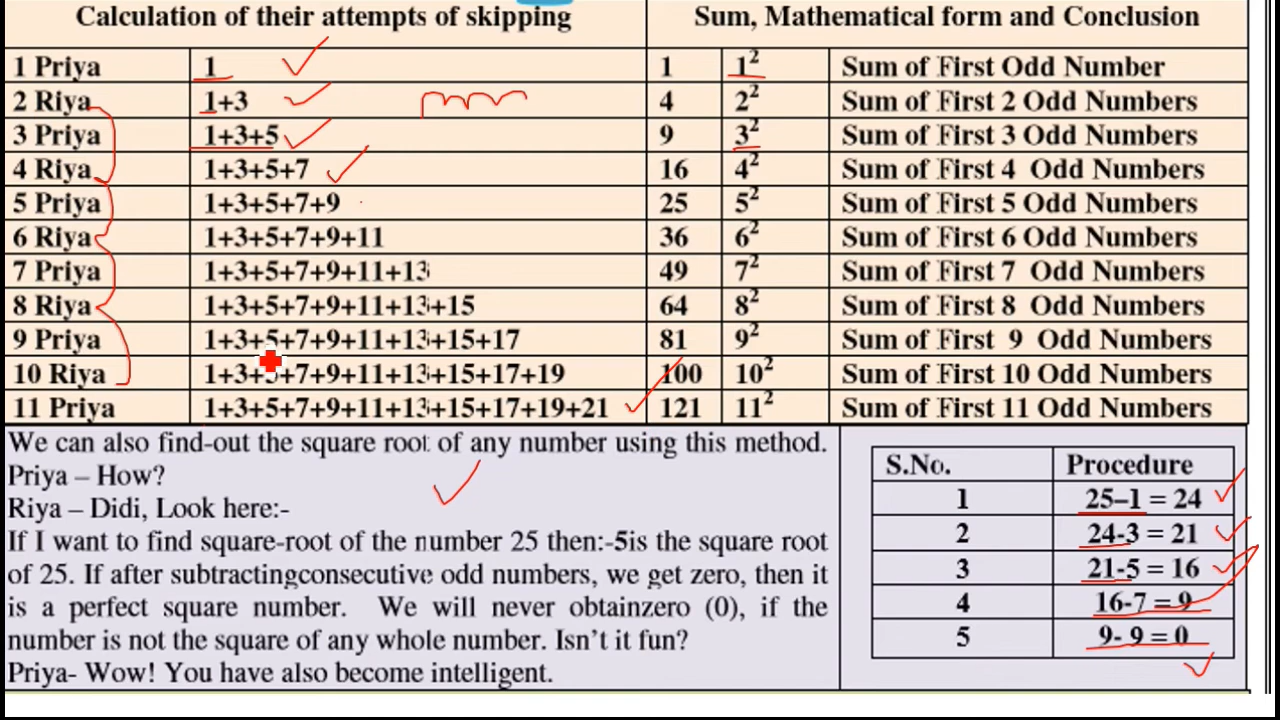 Calculation of their attempts of skipping Sum, Mathematical form and Conclusion
1 Priya 1 1 1² Sum of First Odd Number
2 Riya 1+3 4 2² Sum of First 2 Odd Numbers
3 Priya 1+3+5 9 3² Sum of First 3 Odd Numbers
4 Riya 1+3+5+7 16 4² Sum of First 4 Odd Numbers
5 Priya 1+3+5+7+9 25 5² Sum of First 5 Odd Numbers
6 Riya 1+3+5+7+9+11 36 6² Sum of First 6 Odd Numbers
7 Priya 1+3+5+7+9+11+13 49 7² Sum of First 7 Odd Numbers
8 Riya 1+3+5+7+9+11+13+15 64 8² Sum of First 8 Odd Numbers
9 Priya 1+3+5+7+9+11+13+15+17 81 9² Sum of First 9 Odd Numbers
10 Riya 1+3+5+7+9+11+13+15+17+19 100 10² Sum of First 10 Odd Numbers
11 Priya 1+3+5+7+9+11+13+15+17+19+21 121 11² Sum of First 11 Odd Numbers
We can also find-out the square root of any number using this method.
Priya – How?
Riya – Didi, Look here:-
If I want to find square-root of the number 25 then:-5is the square root
of 25. If after subtractingconsecutive odd numbers, we get zero, then it
is a perfect square number. We will never obtainzero (0), if the
number is not the square of any whole number. Isn't it fun?
Priya- Wow! You have also become intelligent.
S.No. Procedure
1 25–1 = 24
2 24-3 = 21
3 21-5 = 16
4 16-7 = 9
5 9- 9 = 0